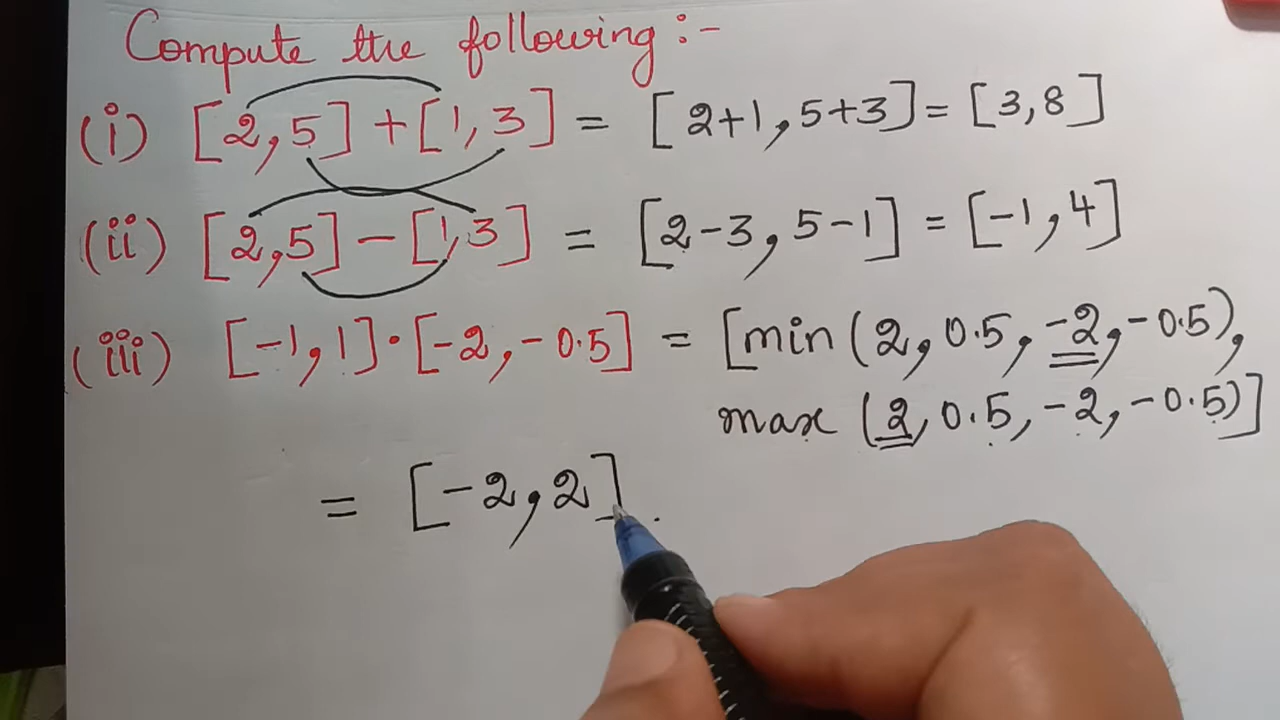 Compute the following :-
(i) [2,5] + [1,3] = [2+1, 5+3] = [3,8]
(ii) [2,5] - [1,3] = [2-3, 5-1] = [-1,4]
(iii) [-1,1]·[-2,-0.5] = [min (2, 0.5, -2, -0.5),
max (2, 0.5, -2, -0.5)]
= [-2,2].